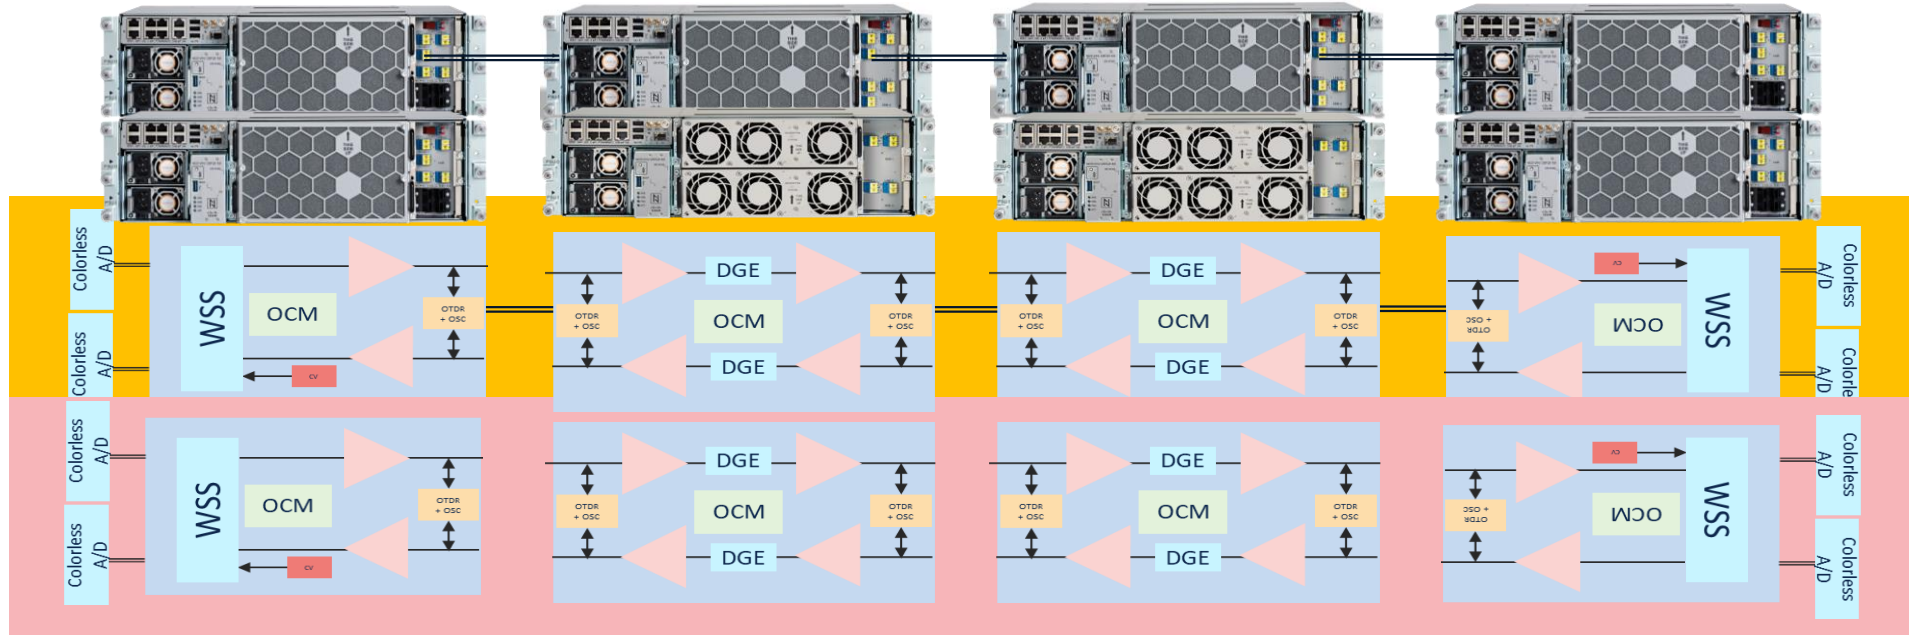 Colorless
A/D
Colorless
A/D
WSS
OCM
CV
OTDR
+ OSC
OTDR
+ OSC
DGE
OCM
DGE
OTDR
+ OSC
OTDR
+ OSC
DGE
OCM
DGE
OTDR
+ OSC
OTDR
+ OSC
CV
OCM
WSS
Colorless
A/D
Colorless
A/D
Colorless
A/D
Colorless
A/D
WSS
OCM
CV
OTDR
+ OSC
OTDR
+ OSC
DGE
OCM
DGE
OTDR
+ OSC
OTDR
+ OSC
DGE
OCM
DGE
OTDR
+ OSC
OTDR
+ OSC
CV
OCM
WSS
Colorless
A/D
Colorless
A/D